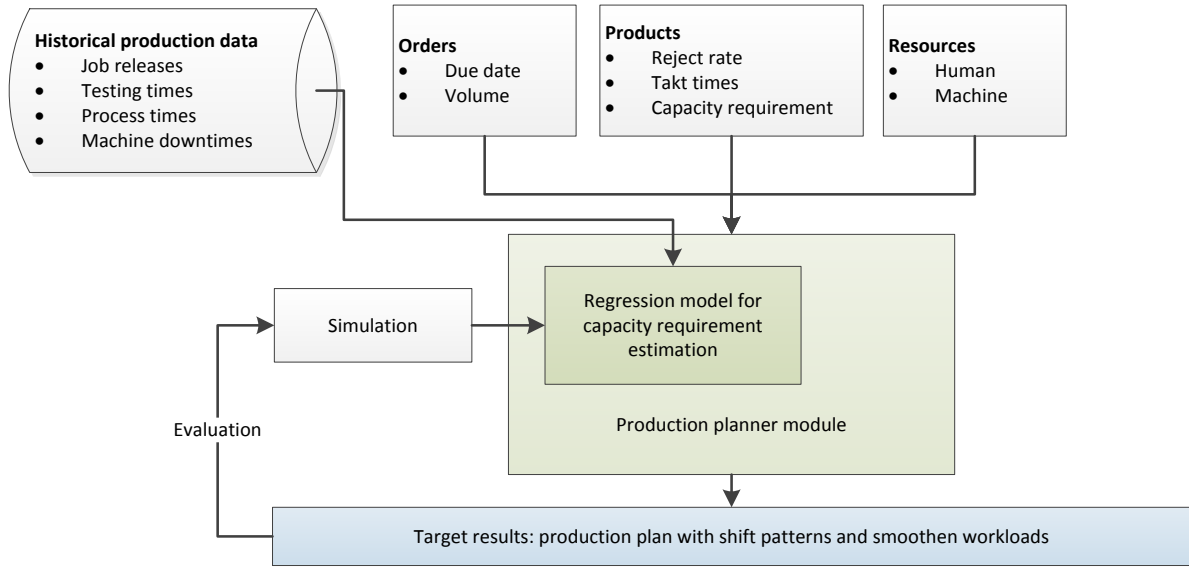 Historical production data
• Job releases
• Testing times
• Process times
• Machine downtimes
Orders
• Due date
• Volume
Products
• Reject rate
• Takt times
• Capacity requirement
Resources
• Human
• Machine
Simulation
Regression model for
capacity requirement
estimation
Production planner module
Evaluation
Target results: production plan with shift patterns and smoothen workloads